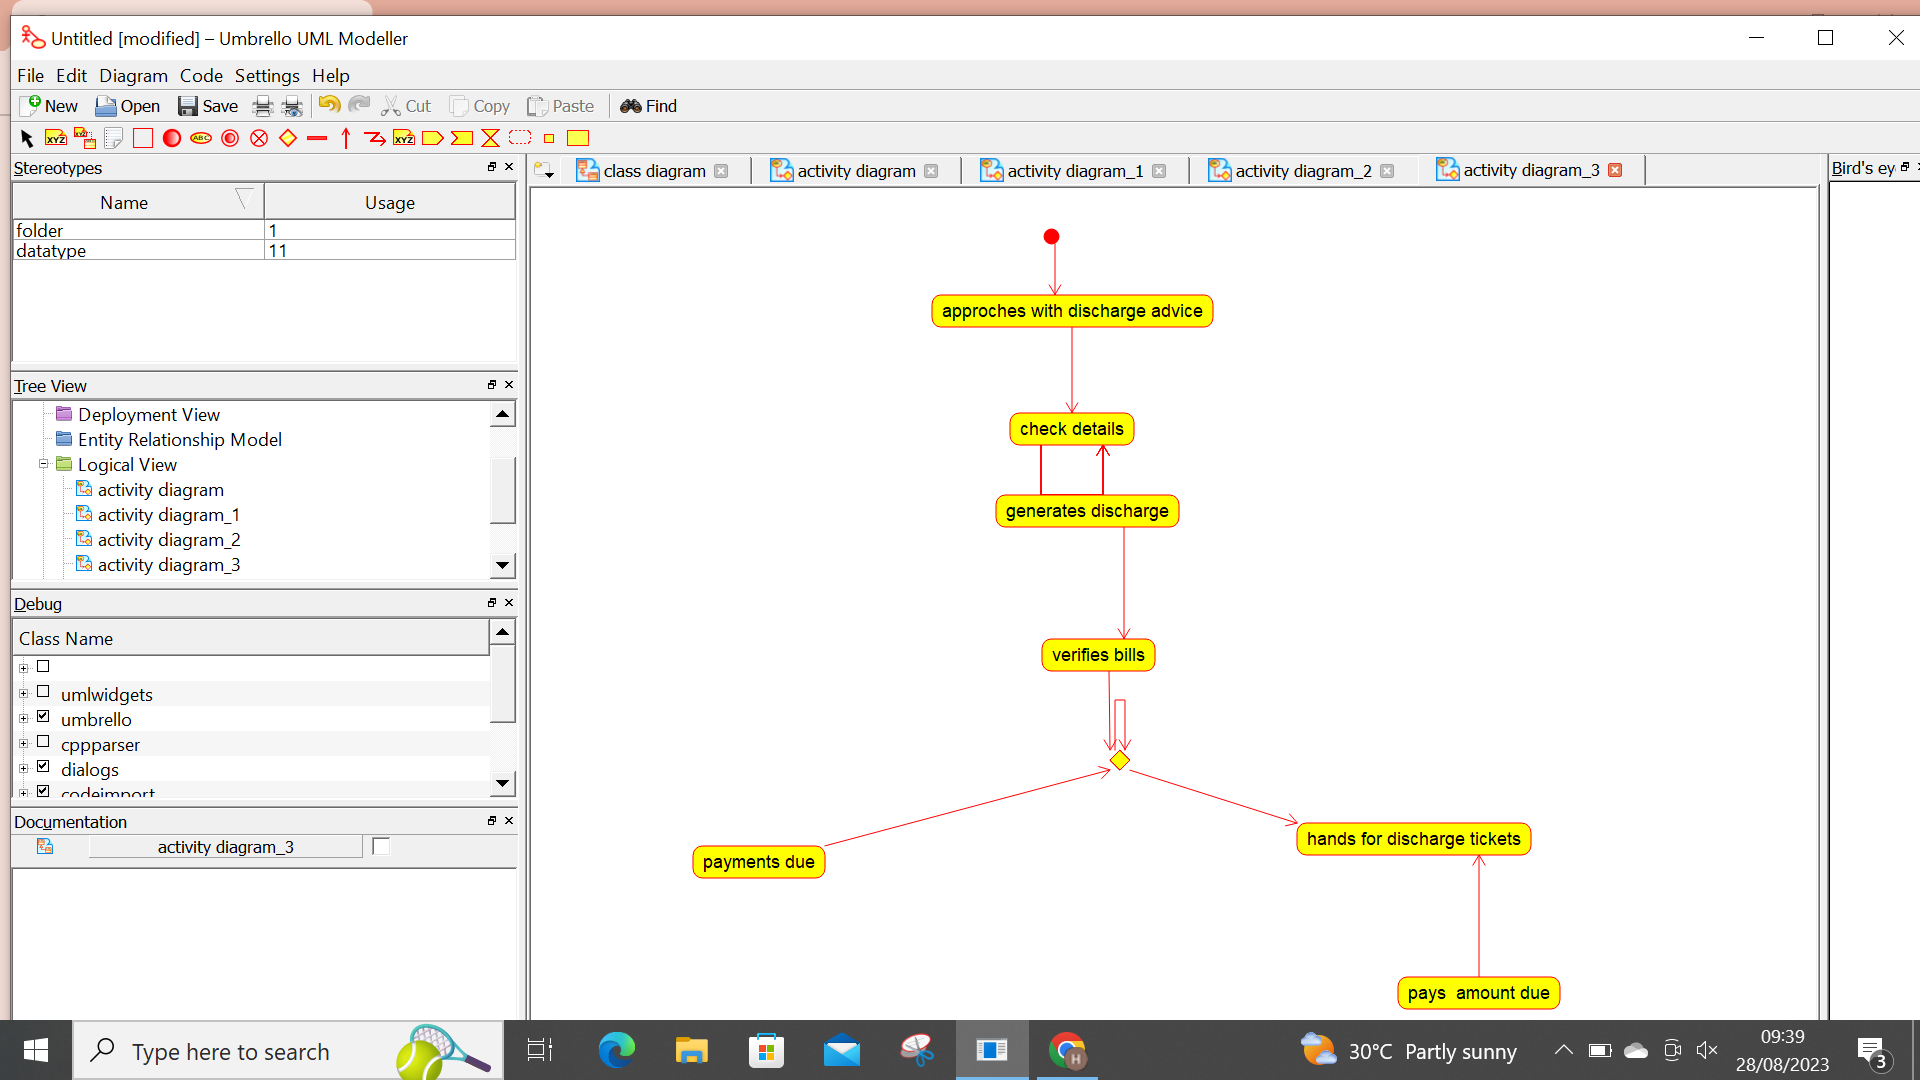 Untitled [modified] – Umbrello UML Modeller
File Edit Diagram Code Settings Help
New Open Save Cut Copy Paste Find
XYZ XYZ ABC XYZ
Stereotypes
Name Usage
folder 1
datatype 11
Tree View
Deployment View
Entity Relationship Model
Logical View
activity diagram
activity diagram_1
activity diagram_2
activity diagram_3
Debug
Class Name
umlwidgets
umbrello
cppparser
dialogs
codeimport
Documentation
activity diagram_3
class diagram activity diagram activity diagram_1 activity diagram_2 activity diagram_3
Bird's ey
approches with discharge advice
check details
generates discharge
verifies bills
payments due
hands for discharge tickets
pays  amount due
Type here to search
H
30°C Partly sunny
09:39
28/08/2023
3